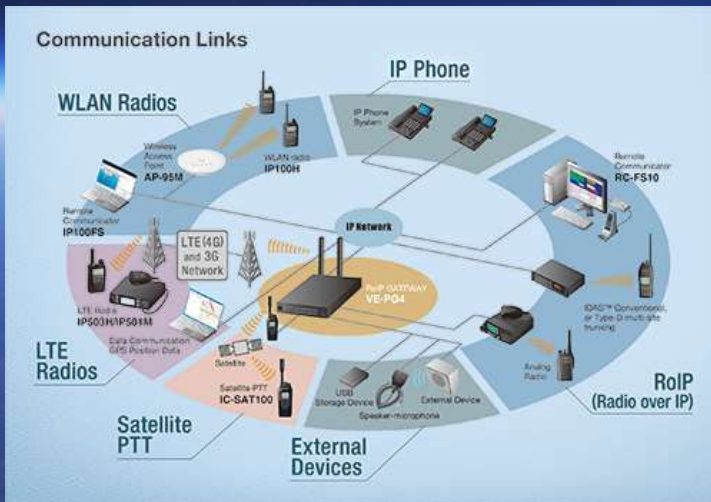 Communication Links
IP Phone
WLAN Radios
IP Phone
System
Wireless
Access
Point
AP-95M
WLAN radio
IP100H
Remote
Communicator
RC-FS10
Remote
Communicator
IP100FS
IP Network
LTE(4G)
and 3G
Network
RoIP GATEWAY
VE-PG4
LTE Radio
IP503H/IP501M
IDAS™ Conventional,
or Type-D multi-site
trunking
Data Communication
GPS Position Data
LTE
Radios
Satellite
Satellite PTT
IC-SAT100
USB
Storage Device
Speaker-microphone
External Device
Analog
Radio
RoIP
(Radio over IP)
Satellite
PTT
External
Devices